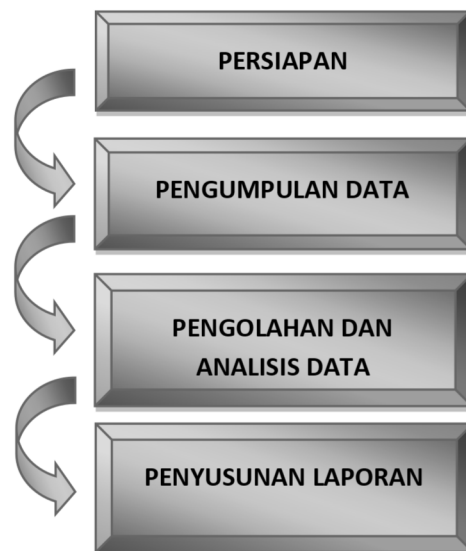 PERSIAPAN
PENGUMPULAN DATA
PENGOLAHAN DAN
ANALISIS DATA
PENYUSUNAN LAPORAN